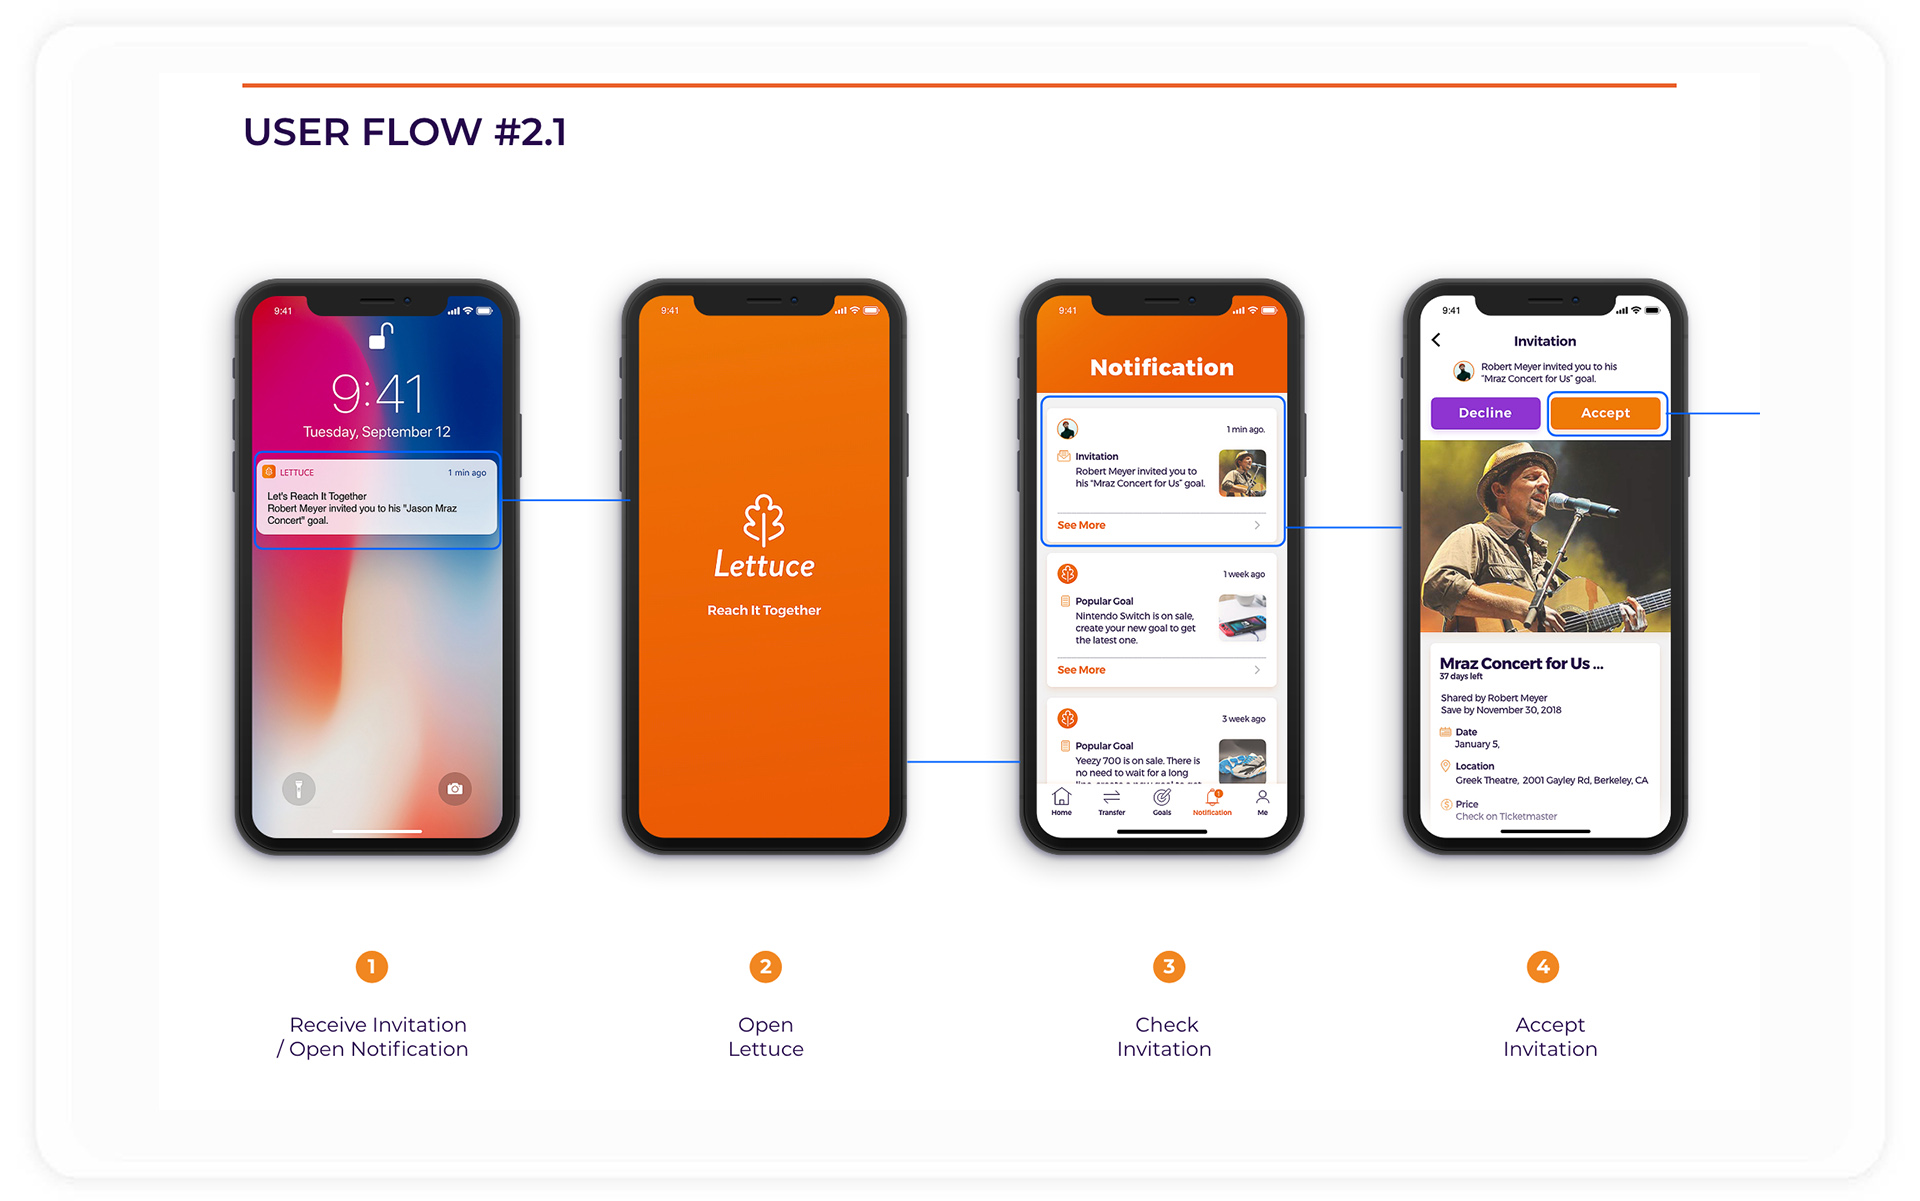 USER FLOW #2.1
9:41
9:41
Tuesday, September 12
LETTUCE
1 min ago
Let's Reach It Together
Robert Meyer invited you to his "Jason Mraz
Concert" goal.
9:41
Lettuce
Reach It Together
9:41
Notification
1 min ago.
Invitation
Robert Meyer invited you to
his "Mraz Concert for Us" goal.
See More
1 week ago
Popular Goal
Nintendo Switch is on sale,
create your new goal to get
the latest one.
See More
3 week ago
Popular Goal
Yeezy 700 is on sale. There is
no need to wait for a long
Home
Transfer
Goals
1
Notification
Me
9:41
Invitation
Robert Meyer invited you to his
"Mraz Concert for Us" goal.
Decline
Accept
Mraz Concert for Us ...
37 days left
Shared by Robert Meyer
Save by November 30, 2018
Date
January 5,
Location
Greek Theatre, 2001 Gayley Rd, Berkeley, CA
Price
Check on Ticketmaster
1
Receive Invitation
/ Open Notification
2
Open
Lettuce
3
Check
Invitation
4
Accept
Invitation